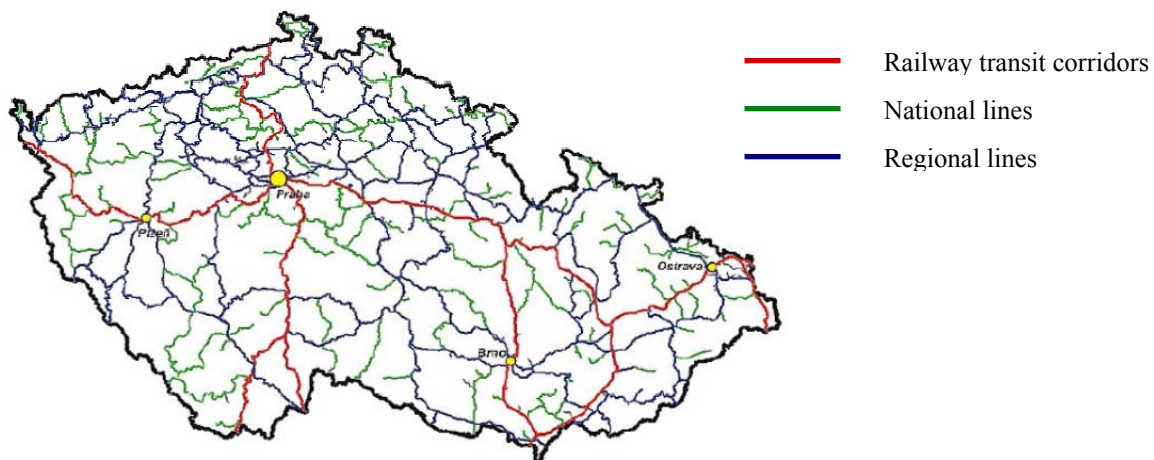 Railway transit corridors
National lines
Regional lines
Praha
Plzeň
Ostrava
Brno